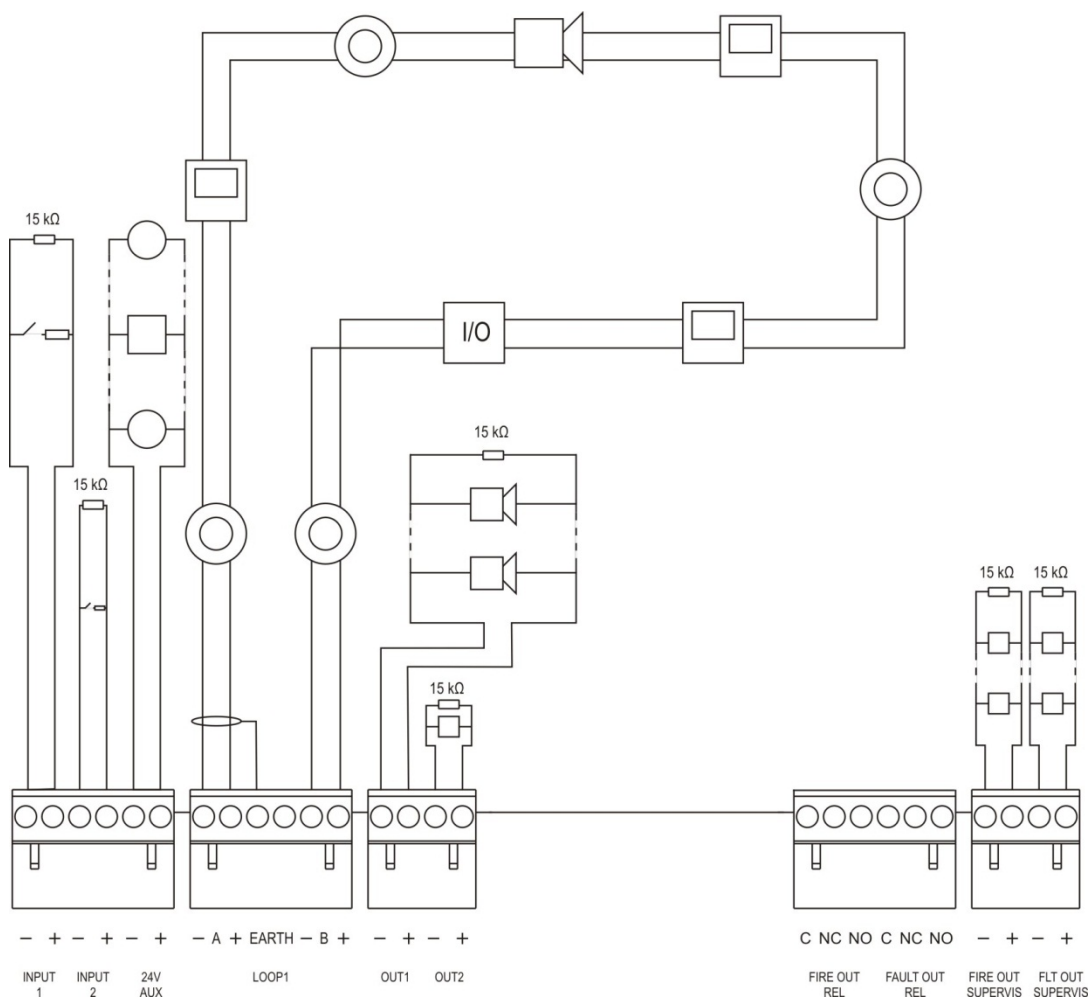 15 kΩ
I/O
15 kΩ
15 kΩ
15 kΩ 15 kΩ
15 kΩ
− + − + − + − A + EARTH − B + − + − + C NC NO C NC NO − + − +
INPUT 1
INPUT 2
24V AUX
LOOP1
OUT1
OUT2
FIRE OUT REL
FAULT OUT REL
FIRE OUT SUPERVIS
FLT OUT SUPERVIS